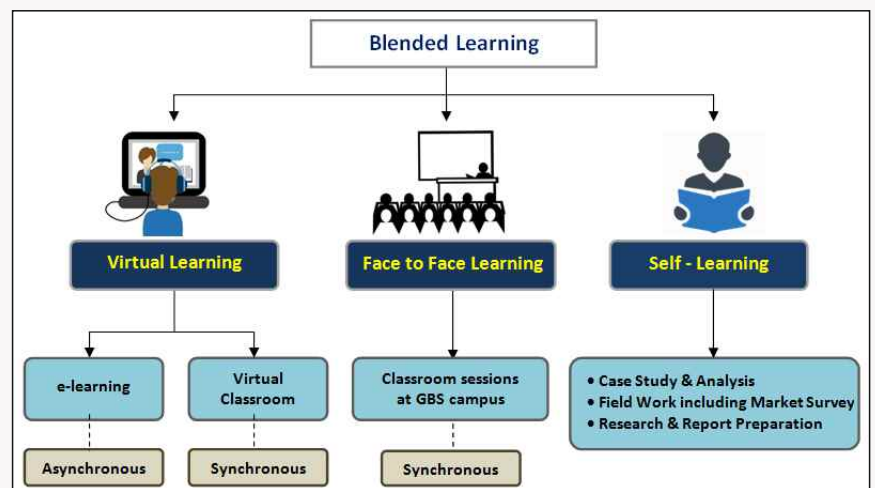 Blended Learning
Virtual Learning
Face to Face Learning
Self - Learning
e-learning
Virtual
Classroom
Classroom sessions
at GBS campus
• Case Study & Analysis
• Field Work including Market Survey
• Research & Report Preparation
Asynchronous
Synchronous
Synchronous